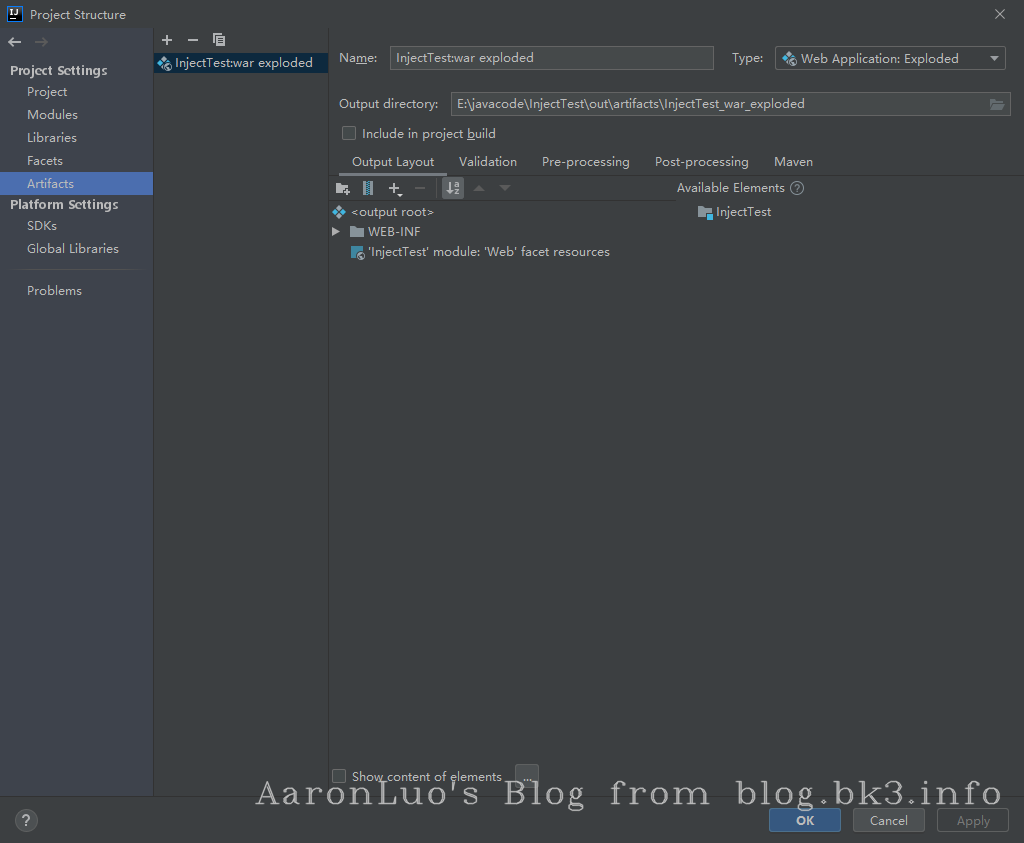 Project Structure
Project Settings
Project
Modules
Libraries
Facets
Artifacts
Platform Settings
SDKs
Global Libraries
Problems
InjectTest:war exploded
Name: InjectTest:war exploded Type: Web Application: Exploded
Output directory: E:\javacode\InjectTest\out\artifacts\InjectTest_war_exploded
Include in project build
Output Layout Validation Pre-processing Post-processing Maven
Available Elements ?
<output root>
WEB-INF
'InjectTest' module: 'Web' facet resources
InjectTest
Show content of elements ...
AaronLuo's Blog from blog.bk3.info
? OK Cancel Apply